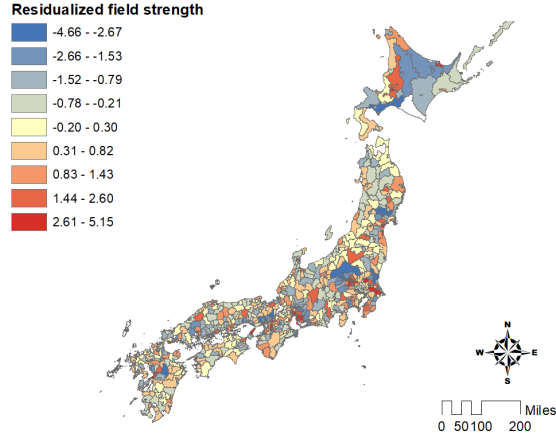 Residualized field strength
-4.66 - -2.67
-2.66 - -1.53
-1.52 - -0.79
-0.78 - -0.21
-0.20 - 0.30
0.31 - 0.82
0.83 - 1.43
1.44 - 2.60
2.61 - 5.15
N
W E
S
Miles
0 50 100 200